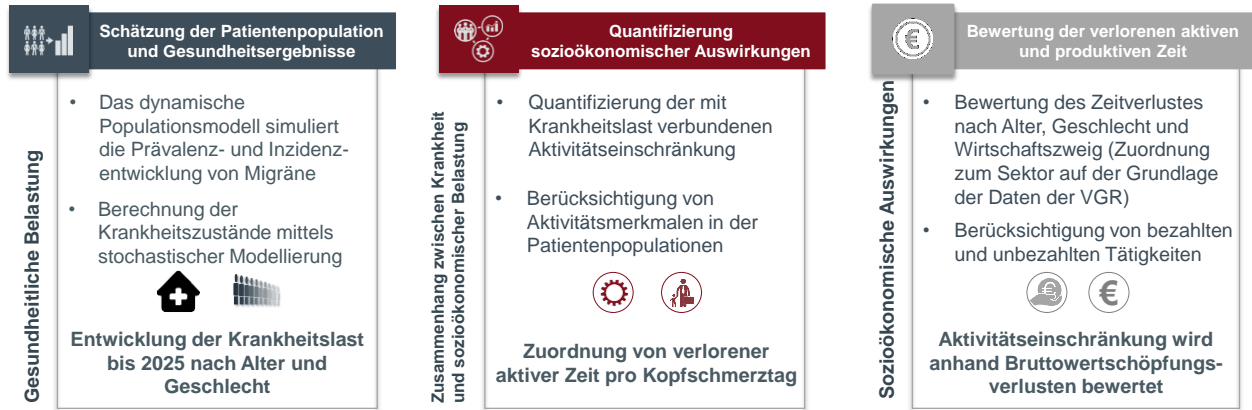 Schätzung der Patientenpopulation
und Gesundheitsergebnisse
Gesundheitliche Belastung
• Das dynamische
Populationsmodell simuliert
die Prävalenz- und Inzidenz-
entwicklung von Migräne
• Berechnung der
Krankheitszustände mittels
stochastischer Modellierung
Entwicklung der Krankheitslast
bis 2025 nach Alter und
Geschlecht
Quantifizierung
sozioökonomischer Auswirkungen
Zusammenhang zwischen Krankheit
und sozioökonomischer Belastung
• Quantifizierung der mit
Krankheitslast verbundenen
Aktivitätseinschränkung
• Berücksichtigung von
Aktivitätsmerkmalen in der
Patientenpopulationen
Zuordnung von verlorener
aktiver Zeit pro Kopfschmerztag
€
Bewertung der verlorenen aktiven
und produktiven Zeit
Sozioökonomische Auswirkungen
• Bewertung des Zeitverlustes
nach Alter, Geschlecht und
Wirtschaftszweig (Zuordnung
zum Sektor auf der Grundlage
der Daten der VGR)
• Berücksichtigung von bezahlten
und unbezahlten Tätigkeiten
€ €
Aktivitätseinschränkung wird
anhand Bruttowertschöpfungs-
verlusten bewertet